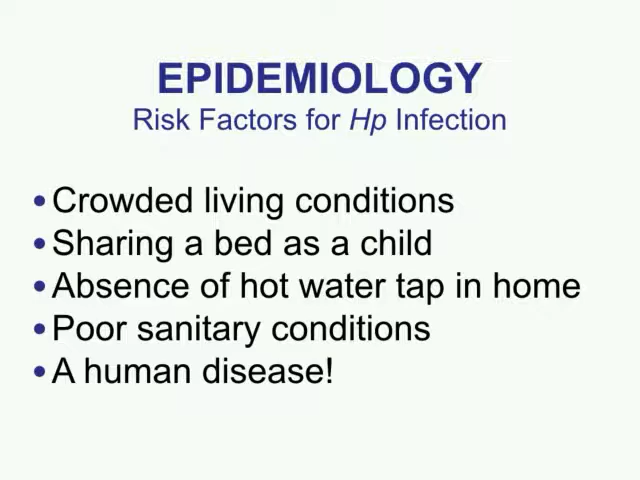 EPIDEMIOLOGY
Risk Factors for Hp Infection
•Crowded living conditions
•Sharing a bed as a child
•Absence of hot water tap in home
•Poor sanitary conditions
•A human disease!